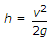 h = v²/2g